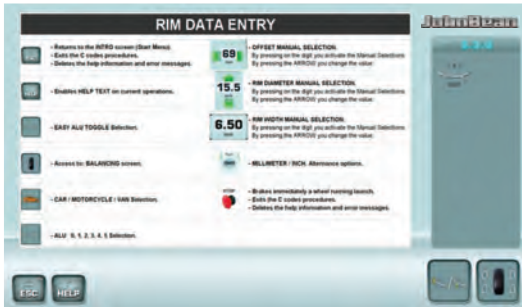 RIM DATA ENTRY
John Bean
- Returns to the INTRO screen (Start Menu)
- Exits the C codes procedures.
- Deletes the help information and error messages.
- Enables HELP TEXT on current operations.
- EASY ALU TOGGLE Selection.
- Access to: BALANCING screen.
- CAR / MOTORCYCLE / VAN Selection.
- ALU 0, 1, 2, 3, 4, 5 Selection.
69
- OFFSET MANUAL SELECTION:
By pressing on the digit you activate the Manual Selections
By pressing the ARROW you change the value.
15.5
- RIM DIAMETER MANUAL SELECTION:
By pressing on the digit you activate the Manual Selections
By pressing the ARROW you change the value.
6.50
- RIM WIDTH MANUAL SELECTION:
By pressing on the digit you activate the Manual Selections
By pressing the ARROW you change the value.
- MILLIMETER / INCH. Alternance options.
STOP
- Brakes immediately a wheel running launch.
- Exits the C codes procedures.
- Deletes the help information and error messages.
ESC
HELP